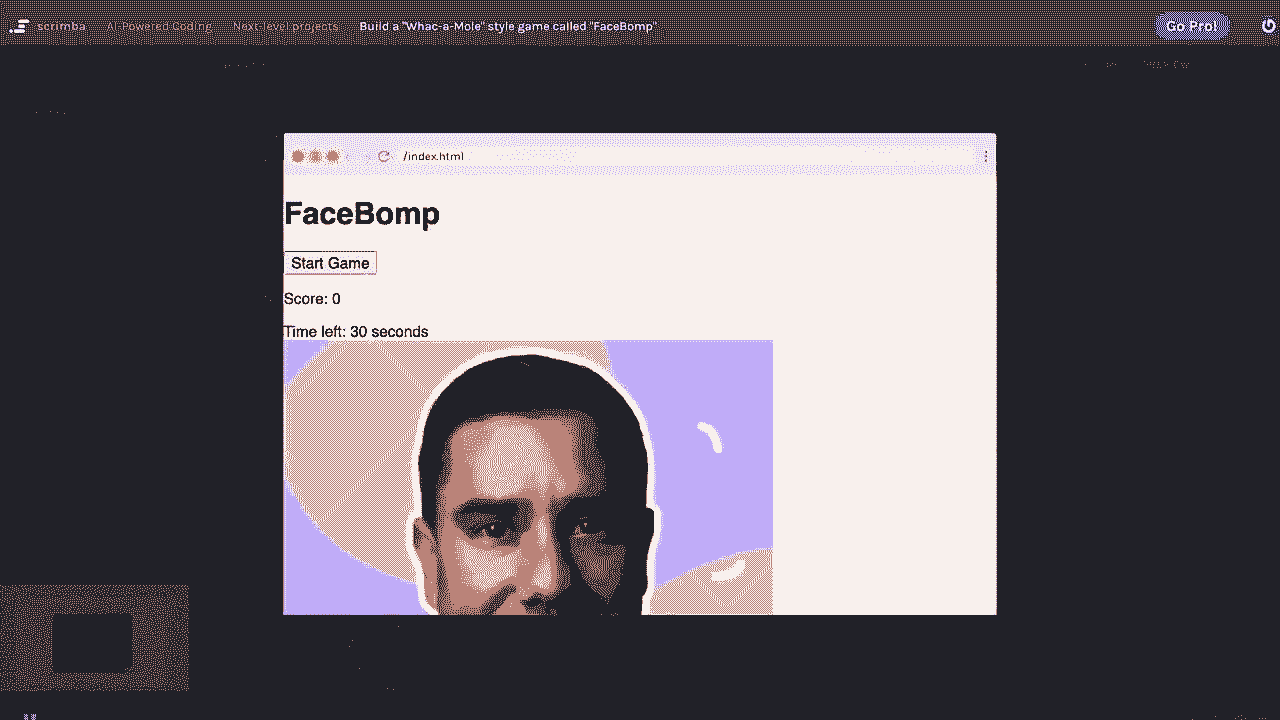 scrimba AI-Powered Coding Next-level projects Build a "Whac-a-Mole" style game called "FaceBomp" Go Pro!
/index.html
FaceBomp
Start Game
Score: 0
Time left: 30 seconds